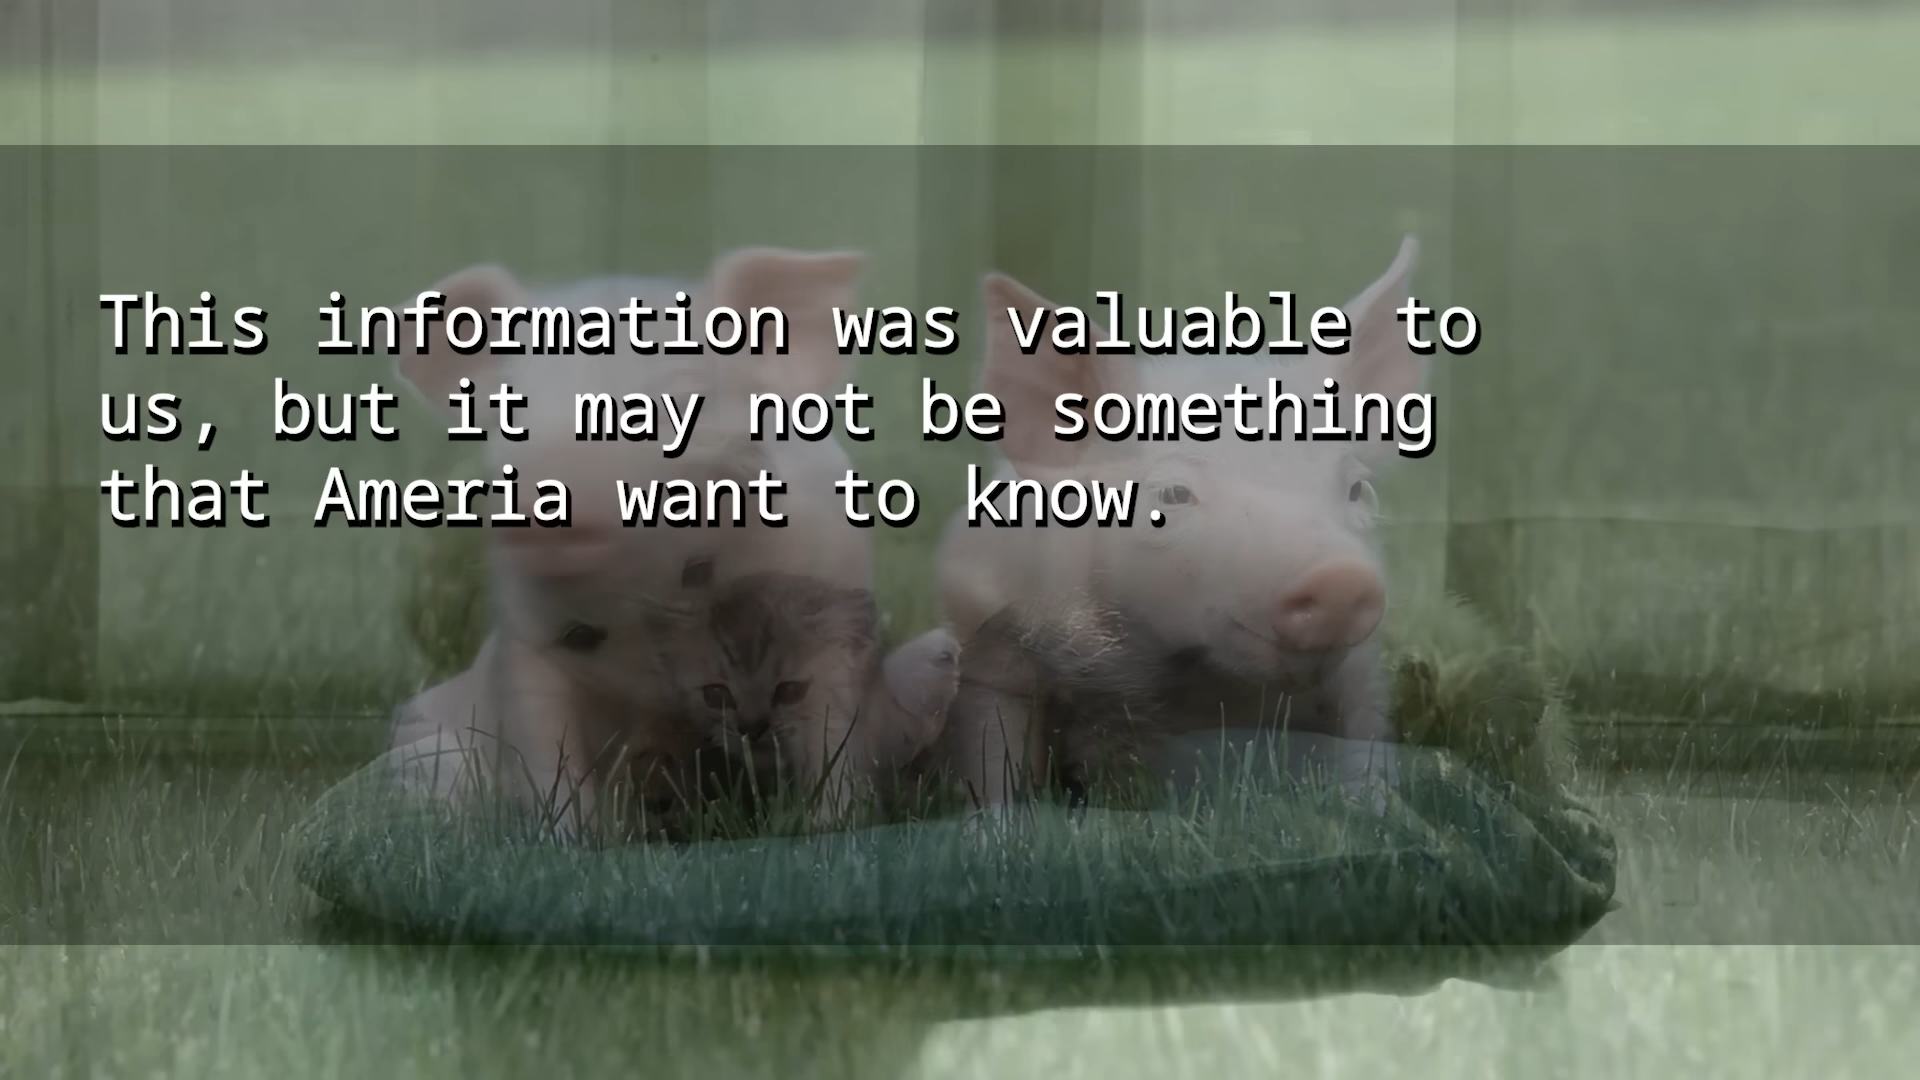 This information was valuable to
us, but it may not be something
that Ameria want to know.